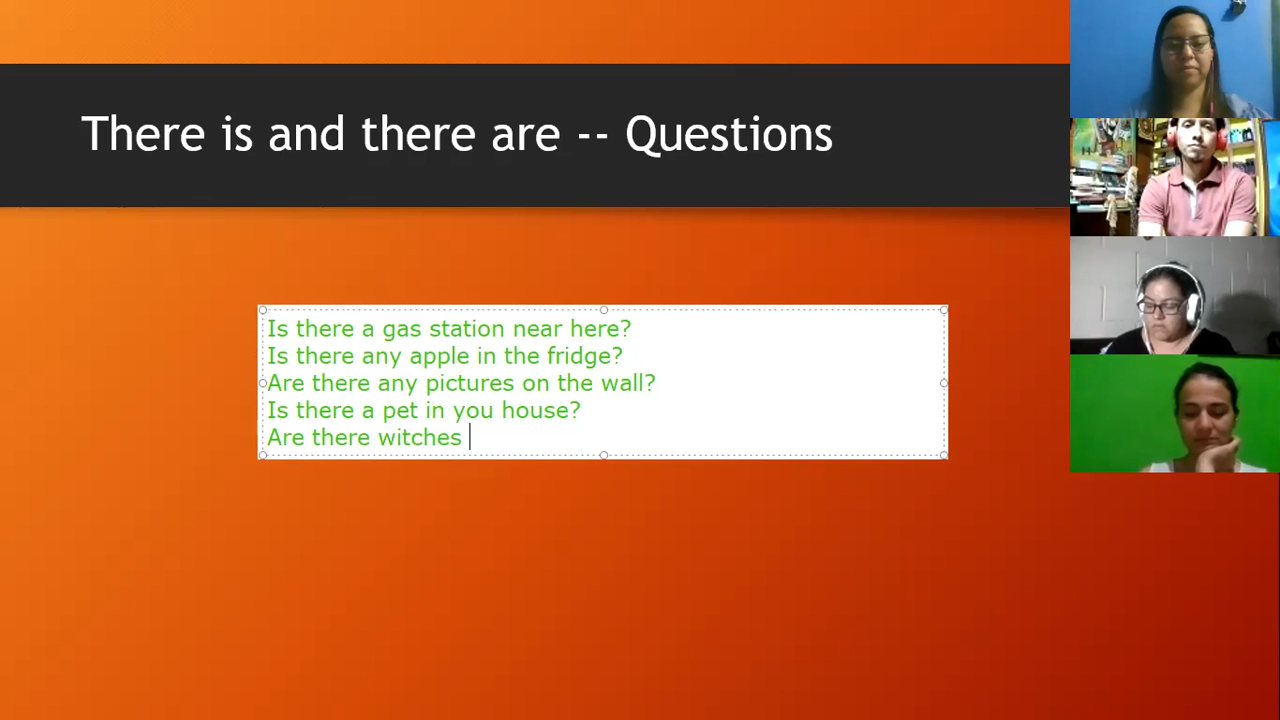 There is and there are -- Questions
Is there a gas station near here?
Is there any apple in the fridge?
Are there any pictures on the wall?
Is there a pet in you house?
Are there witches